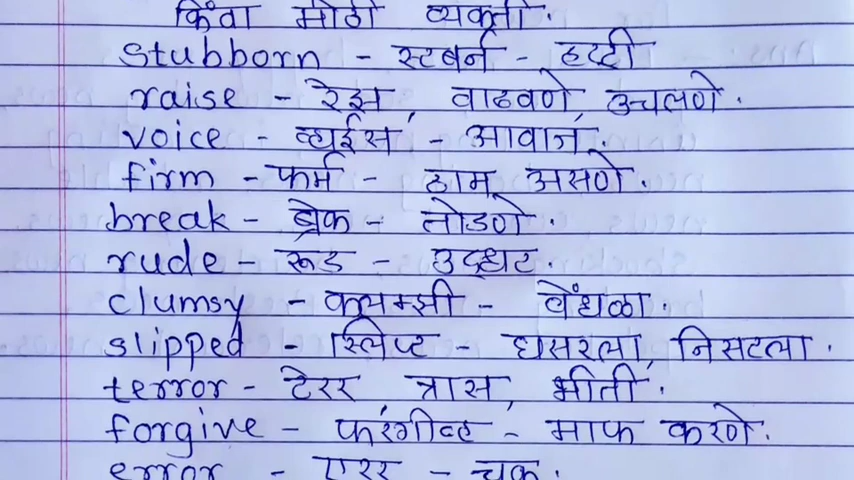 किंवा मोठी व्यक्ती.
stubborn - स्टबर्न - हट्टी
raise - रेझ, वाढवणे, उचलणे.
voice - व्हाईस, - आवाज.
firm - फर्म - ठाम असणे.
break - ब्रेक - तोडणे.
rude - रूड - उद्धट.
clumsy - क्लम्झी - वेंधळा.
slipped - स्लिप्ट - घसरला, निसटला.
terror - टेरर, त्रास, भीती.
forgive - फरगीव्ह - माफ करणे.
error - एरर - चूक.